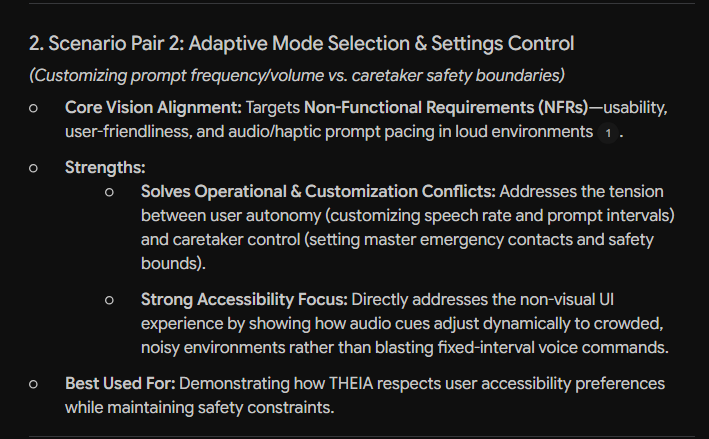 2. Scenario Pair 2: Adaptive Mode Selection & Settings Control
(Customizing prompt frequency/volume vs. caretaker safety boundaries)
Core Vision Alignment: Targets Non-Functional Requirements (NFRs)—usability,
user-friendliness, and audio/haptic prompt pacing in loud environments 1 .
Strengths:
Solves Operational & Customization Conflicts: Addresses the tension
between user autonomy (customizing speech rate and prompt intervals)
and caretaker control (setting master emergency contacts and safety
bounds).
Strong Accessibility Focus: Directly addresses the non-visual UI
experience by showing how audio cues adjust dynamically to crowded,
noisy environments rather than blasting fixed-interval voice commands.
Best Used For: Demonstrating how THEIA respects user accessibility preferences
while maintaining safety constraints.